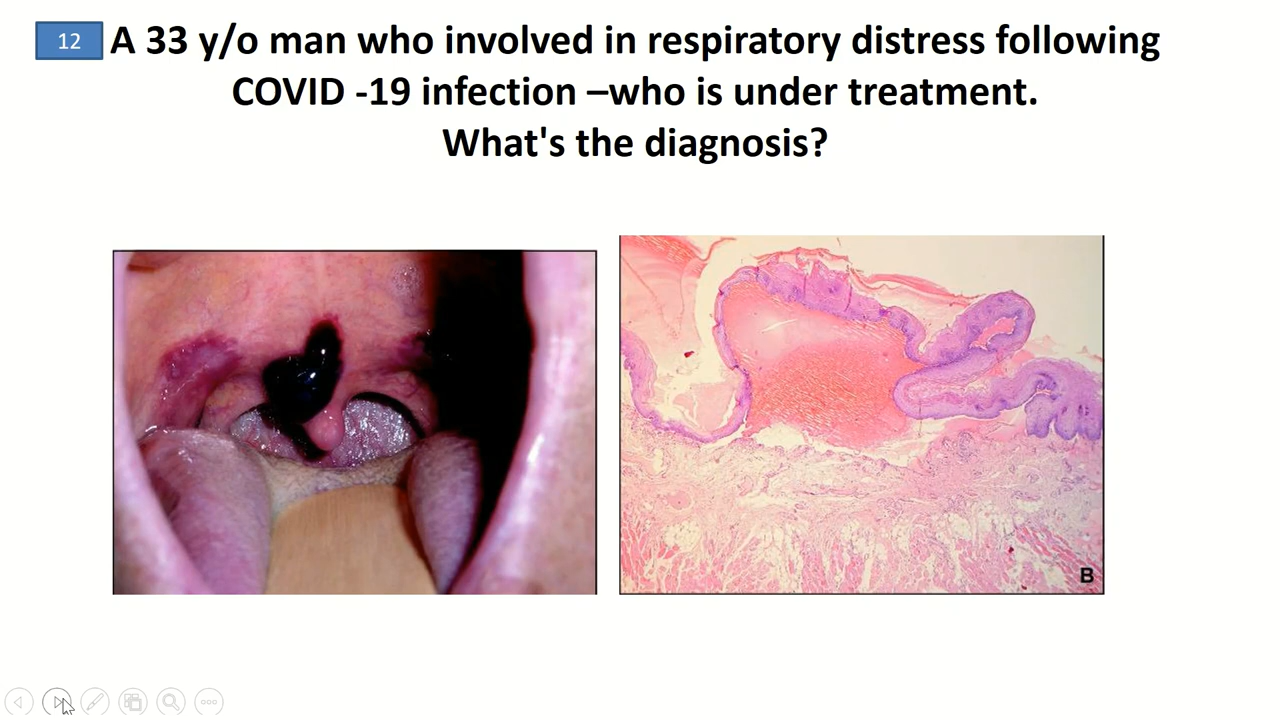 12
A 33 y/o man who involved in respiratory distress following
COVID -19 infection –who is under treatment.
What's the diagnosis?
B